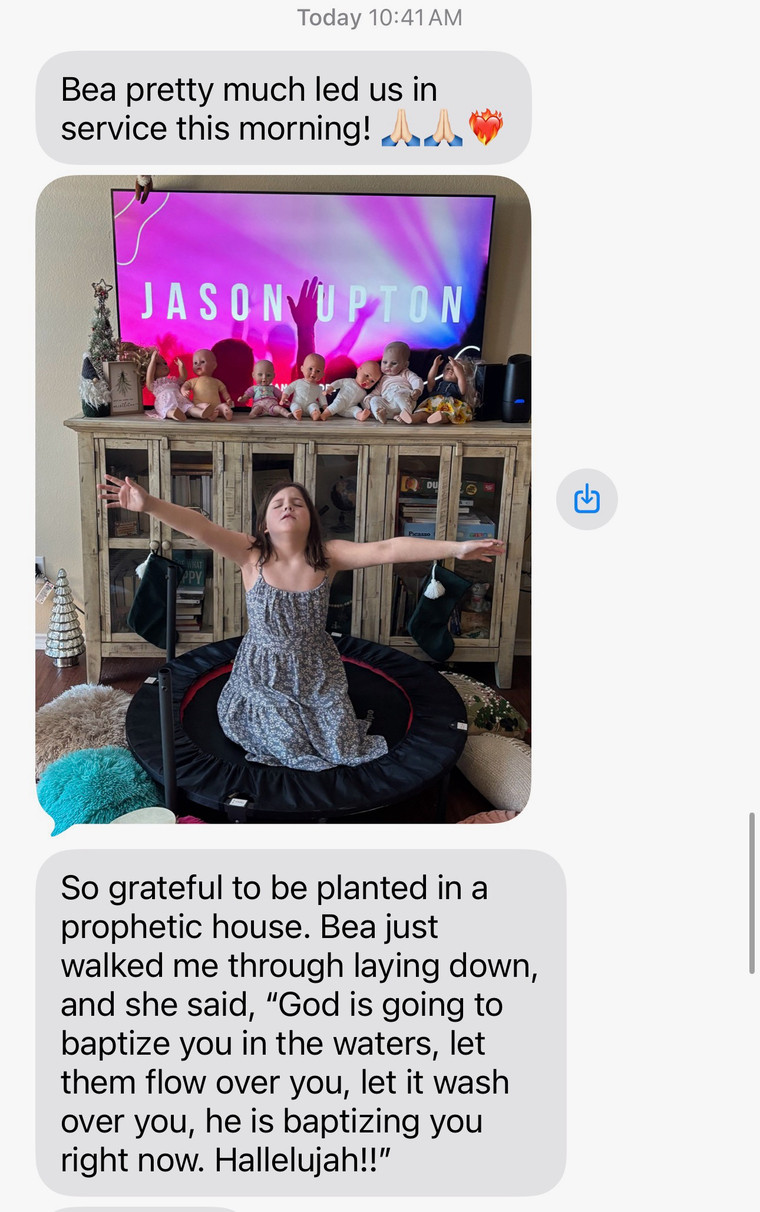 Today 10:41 AM
Bea pretty much led us in
service this morning! 🙏🏻🙏🏻❤️‍🔥
JASON UPTON
So grateful to be planted in a
prophetic house. Bea just
walked me through laying down,
and she said, “God is going to
baptize you in the waters, let
them flow over you, let it wash
over you, he is baptizing you
right now. Hallelujah!!”